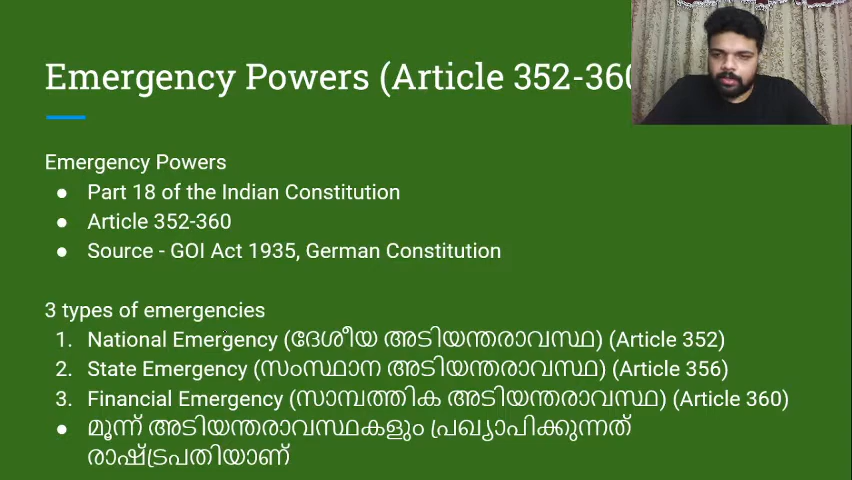 Emergency Powers (Article 352-360
Emergency Powers
● Part 18 of the Indian Constitution
● Article 352-360
● Source - GOI Act 1935, German Constitution
3 types of emergencies
1. National Emergency (ദേശീയ അടിയന്തരാവസ്ഥ) (Article 352)
2. State Emergency (സംസ്ഥാന അടിയന്തരാവസ്ഥ) (Article 356)
3. Financial Emergency (സാമ്പത്തിക അടിയന്തരാവസ്ഥ) (Article 360)
● മൂന്ന് അടിയന്തരാവസ്ഥകളും പ്രഖ്യാപിക്കുന്നത്
രാഷ്ട്രപതിയാണ്